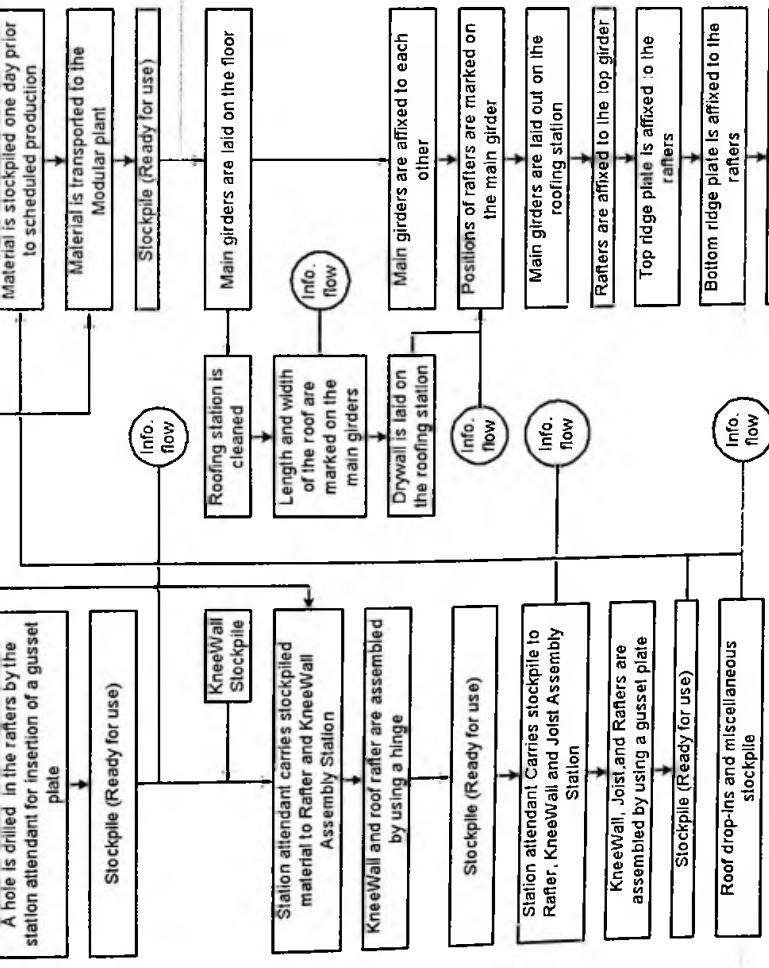 A hole is drilled in the rafters by the
station attendant for insertion of a gusset
plate
Stockpile (Ready for use)
KneeWall
Stockpile
Station attendant carries stockpiled
material to Rafter and KneeWall
Assembly Station
KneeWall and roof rafter are assembled
by using a hinge
Stockpile (Ready for use)
Station attendant Carries stockpile to
Rafter, KneeWall and Joist Assembly
Station
KneeWall, Joist and Rafters are
assembled by using a gusset plate
Stockpile (Ready for use)
Roof drop-ins and miscellaneous
stockpile
Info.
flow
Roofing station is
cleaned
Length and width
of the roof are
marked on the
main girders
Info.
flow
Drywall is laid on
the roofing station
Info.
flow
Info.
flow
Info.
flow
Material is stockpiled one day prior
to scheduled production
Material is transported to the
Modular plant
Stockpile (Ready for use)
Main girders are laid on the floor
Main girders are affixed to each
other
Positions of rafters are marked on
the main girder
Main girders are laid out on the
roofing station
Rafters are affixed to the top girder
Top ridge plate is affixed to the
rafters
Bottom ridge plate is affixed to the
rafters